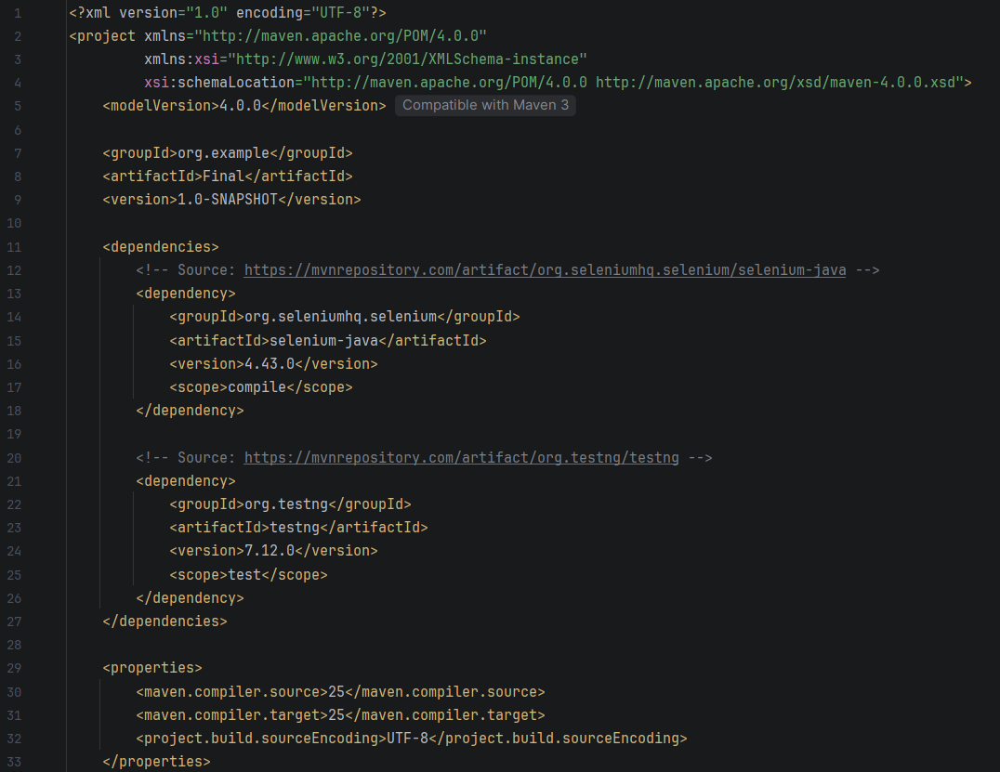 1 <?xml version="1.0" encoding="UTF-8"?>
2 <project xmlns="http://maven.apache.org/POM/4.0.0"
3          xmlns:xsi="http://www.w3.org/2001/XMLSchema-instance"
4          xsi:schemaLocation="http://maven.apache.org/POM/4.0.0 http://maven.apache.org/xsd/maven-4.0.0.xsd">
5     <modelVersion>4.0.0</modelVersion> Compatible with Maven 3
6
7     <groupId>org.example</groupId>
8     <artifactId>Final</artifactId>
9     <version>1.0-SNAPSHOT</version>
10
11     <dependencies>
12         <!-- Source: https://mvnrepository.com/artifact/org.seleniumhq.selenium/selenium-java -->
13         <dependency>
14             <groupId>org.seleniumhq.selenium</groupId>
15             <artifactId>selenium-java</artifactId>
16             <version>4.43.0</version>
17             <scope>compile</scope>
18         </dependency>
19
20         <!-- Source: https://mvnrepository.com/artifact/org.testng/testng -->
21         <dependency>
22             <groupId>org.testng</groupId>
23             <artifactId>testng</artifactId>
24             <version>7.12.0</version>
25             <scope>test</scope>
26         </dependency>
27     </dependencies>
28
29     <properties>
30         <maven.compiler.source>25</maven.compiler.source>
31         <maven.compiler.target>25</maven.compiler.target>
32         <project.build.sourceEncoding>UTF-8</project.build.sourceEncoding>
33     </properties>